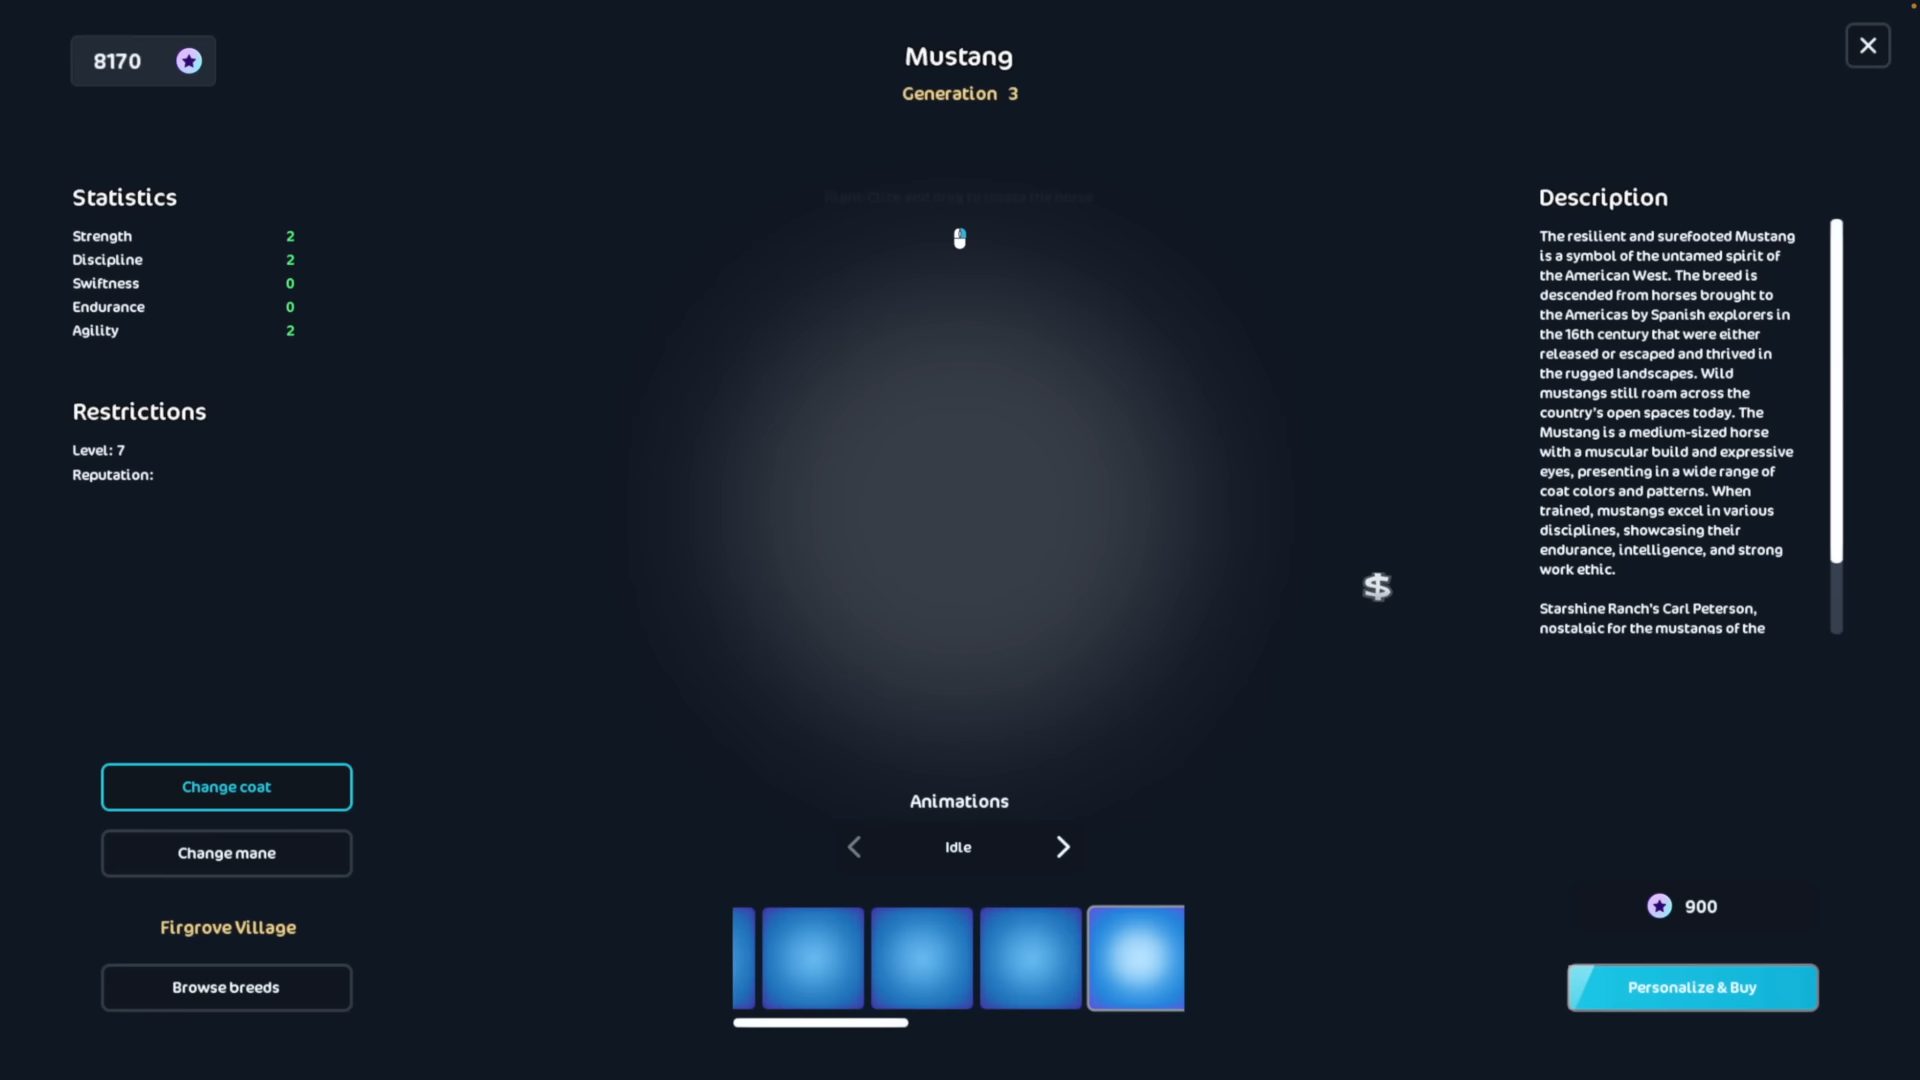 8170
Mustang
Generation 3
Statistics
Strength 2
Discipline 2
Swiftness 0
Endurance 0
Agility 2
Restrictions
Level: 7
Reputation:
Change coat
Change mane
Firgrove Village
Browse breeds
Animations
Idle
$
Description
The resilient and surefooted Mustang
is a symbol of the untamed spirit of
the American West. The breed is
descended from horses brought to
the Americas by Spanish explorers in
the 16th century that were either
released or escaped and thrived in
the rugged landscapes. Wild
mustangs still roam across the
country's open spaces today. The
Mustang is a medium-sized horse
with a muscular build and expressive
eyes, presenting in a wide range of
coat colors and patterns. When
trained, mustangs excel in various
disciplines, showcasing their
endurance, intelligence, and strong
work ethic.
Starshine Ranch's Carl Peterson,
nostalgic for the mustangs of the
900
Personalize & Buy